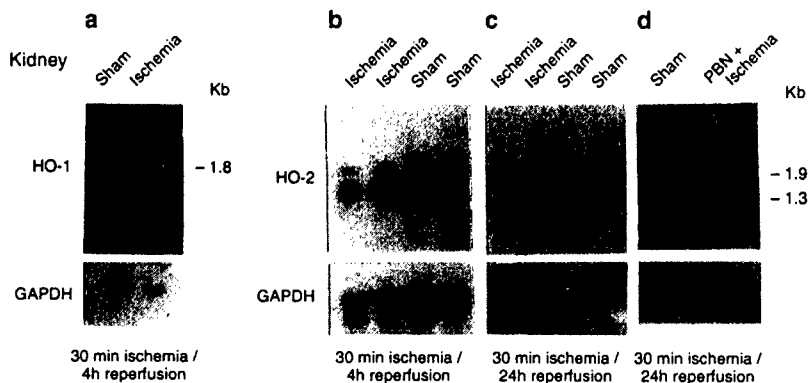 a b c d
Kidney
Sham Ischemia
Ischemia Ischemia Sham Sham
Ischemia Ischemia Sham Sham
Sham PBN + Ischemia
Kb Kb
HO-1 - 1.8
HO-2 - 1.9
- 1.3
GAPDH GAPDH
30 min ischemia / 30 min ischemia / 30 min ischemia / 30 min ischemia /
4h reperfusion 4h reperfusion 24h reperfusion 24h reperfusion